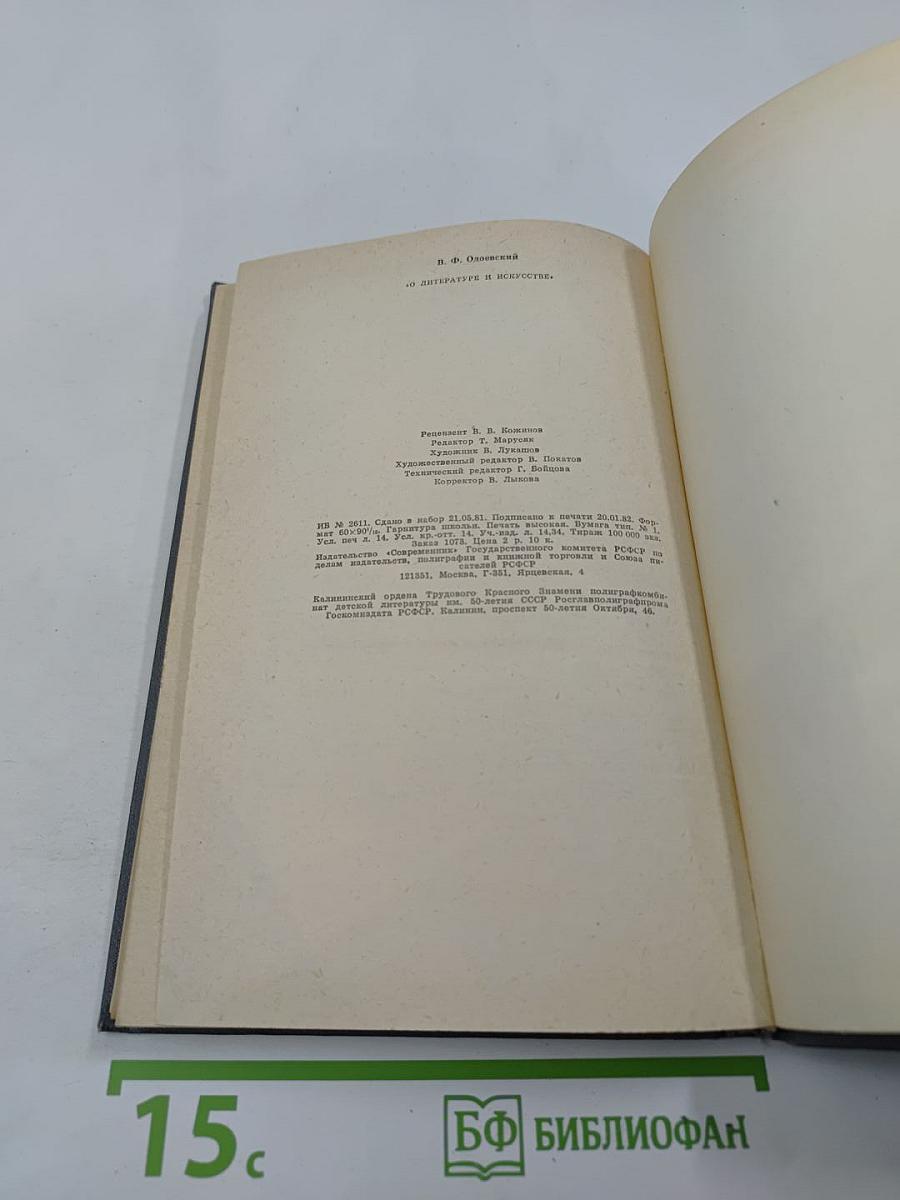 В. Ф. Одоевский
«О ЛИТЕРАТУРЕ И ИСКУССТВЕ»
Рецензент В. В. Кожинов
Редактор Т. Марусяк
Художник В. Лукашов
Художественный редактор В. Покатов
Технический редактор Г. Бойцова
Корректор В. Лыкова
ИБ № 2611. Сдано в набор 21.05.81. Подписано к печати 20.01.82. Фор-
мат 60×90¹/₁₆. Гарнитура школьн. Печать высокая. Бумага тип. № 1.
Усл. печ л. 14. Усл. кр.-отт. 14. Уч.-изд. л. 14,34. Тираж 100 000 экз.
Заказ 1073. Цена 2 р. 10 к.
Издательство «Современник» Государственного комитета РСФСР по
делам издательств, полиграфии и книжной торговли и Союза пи-
сателей РСФСР
121351, Москва, Г-351, Ярцевская, 4
Калининский ордена Трудового Красного Знамени полиграфкомби-
нат детской литературы им. 50-летия СССР Росглавполиграфпрома
Госкомиздата РСФСР. Калинин, проспект 50-летия Октября, 46.
15 с
БФ БИБЛИОФАН